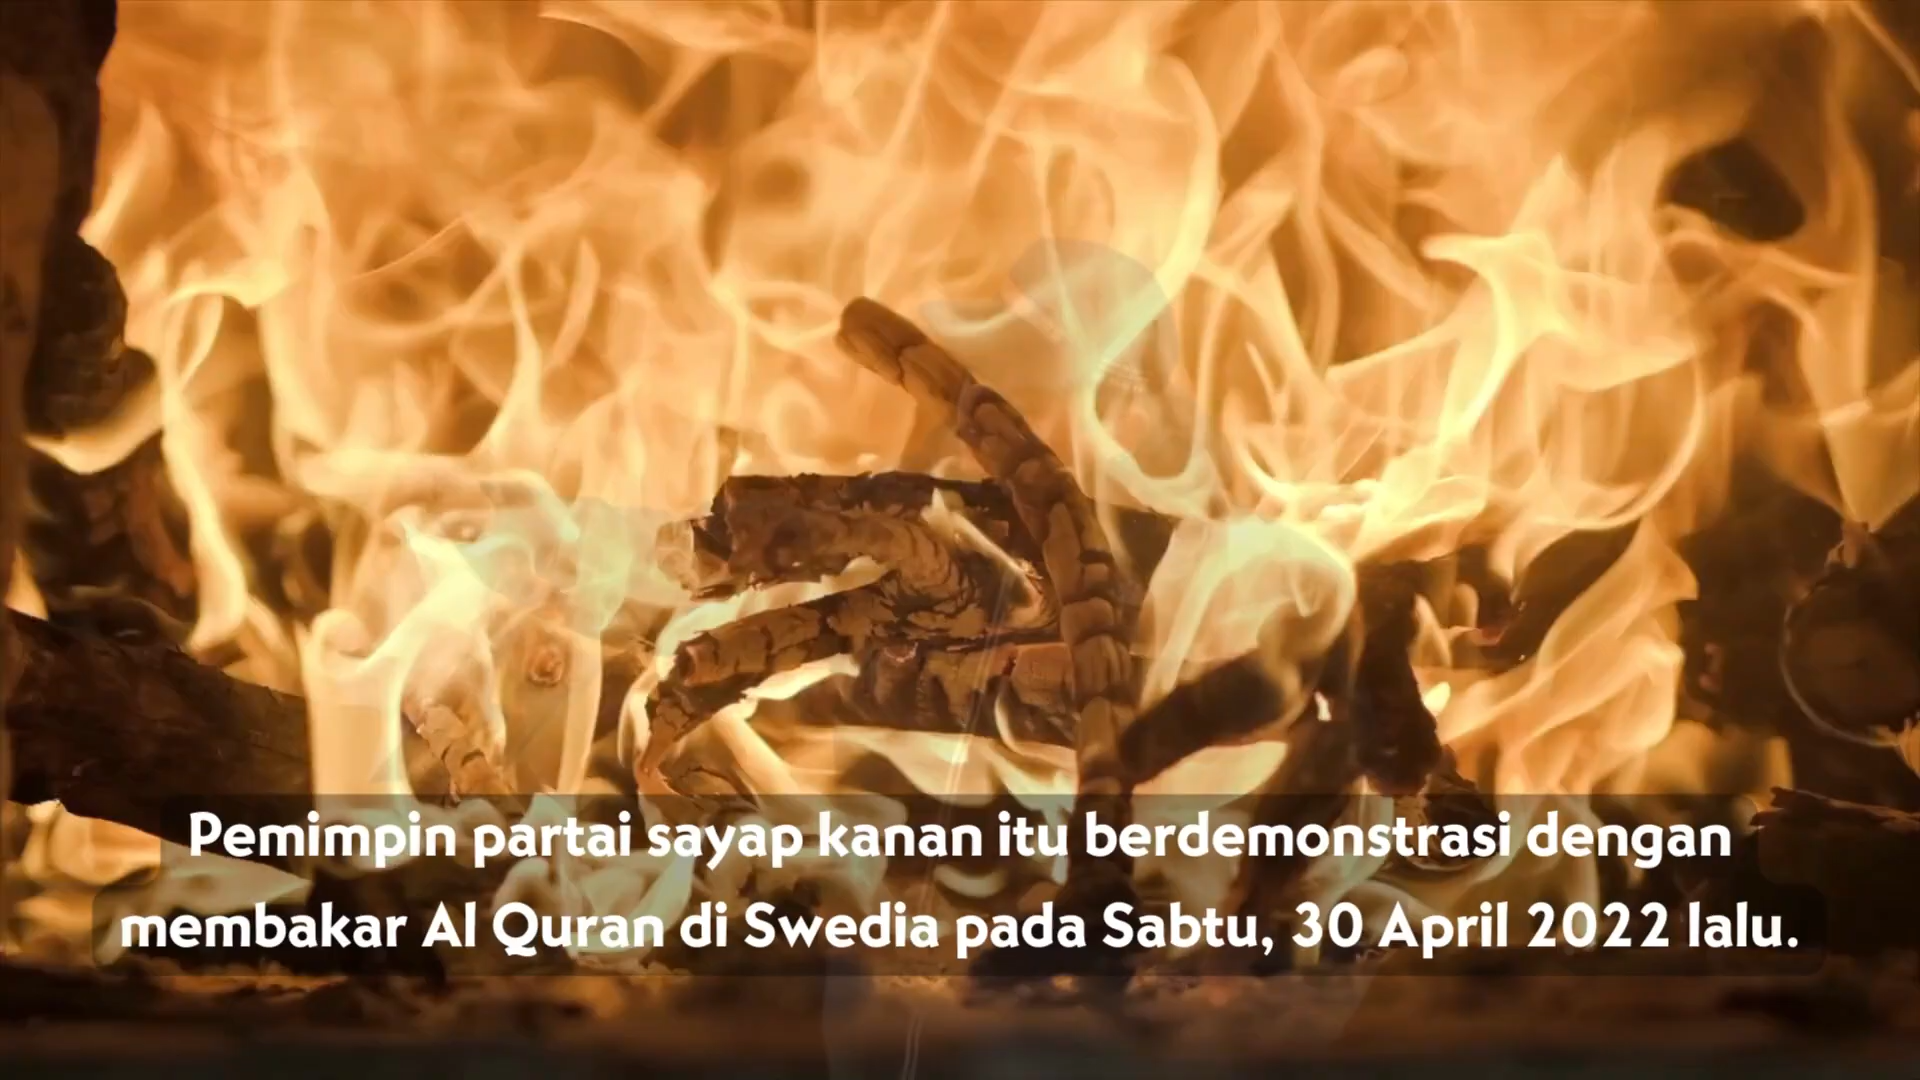 Pemimpin partai sayap kanan itu berdemonstrasi dengan
membakar Al Quran di Swedia pada Sabtu, 30 April 2022 lalu.